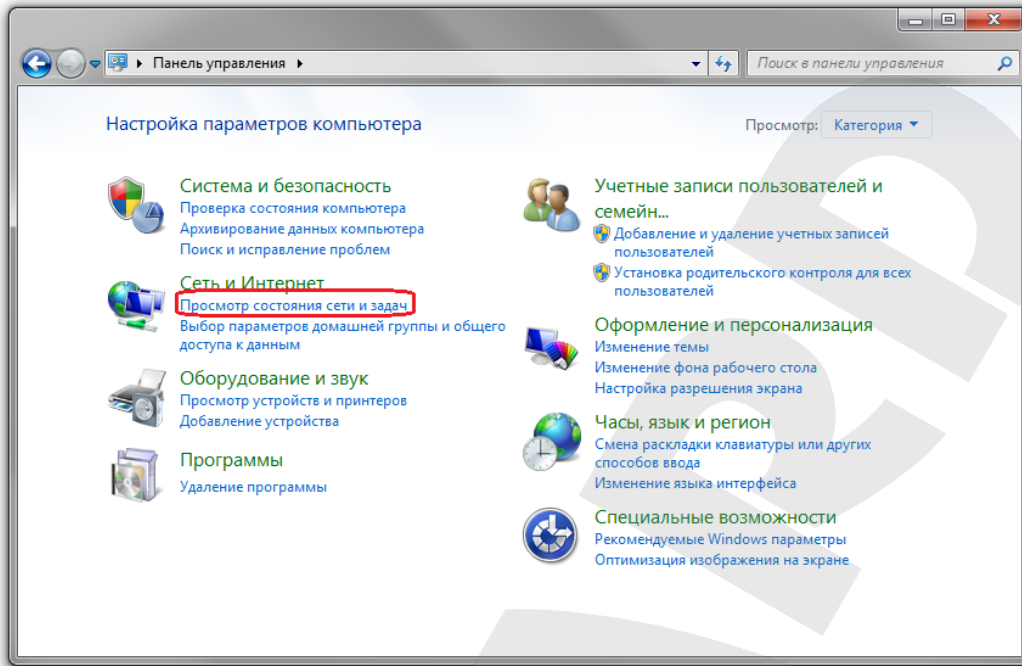 Панель управления
Поиск в панели управления
Настройка параметров компьютера
Просмотр: Категория
Система и безопасность
Проверка состояния компьютера
Архивирование данных компьютера
Поиск и исправление проблем
Сеть и Интернет
Просмотр состояния сети и задач
Выбор параметров домашней группы и общего
доступа к данным
Оборудование и звук
Просмотр устройств и принтеров
Добавление устройства
Программы
Удаление программы
Учетные записи пользователей и
семейн...
Добавление и удаление учетных записей
пользователей
Установка родительского контроля для всех
пользователей
Оформление и персонализация
Изменение темы
Изменение фона рабочего стола
Настройка разрешения экрана
Часы, язык и регион
Смена раскладки клавиатуры или других
способов ввода
Изменение языка интерфейса
Специальные возможности
Рекомендуемые Windows параметры
Оптимизация изображения на экране